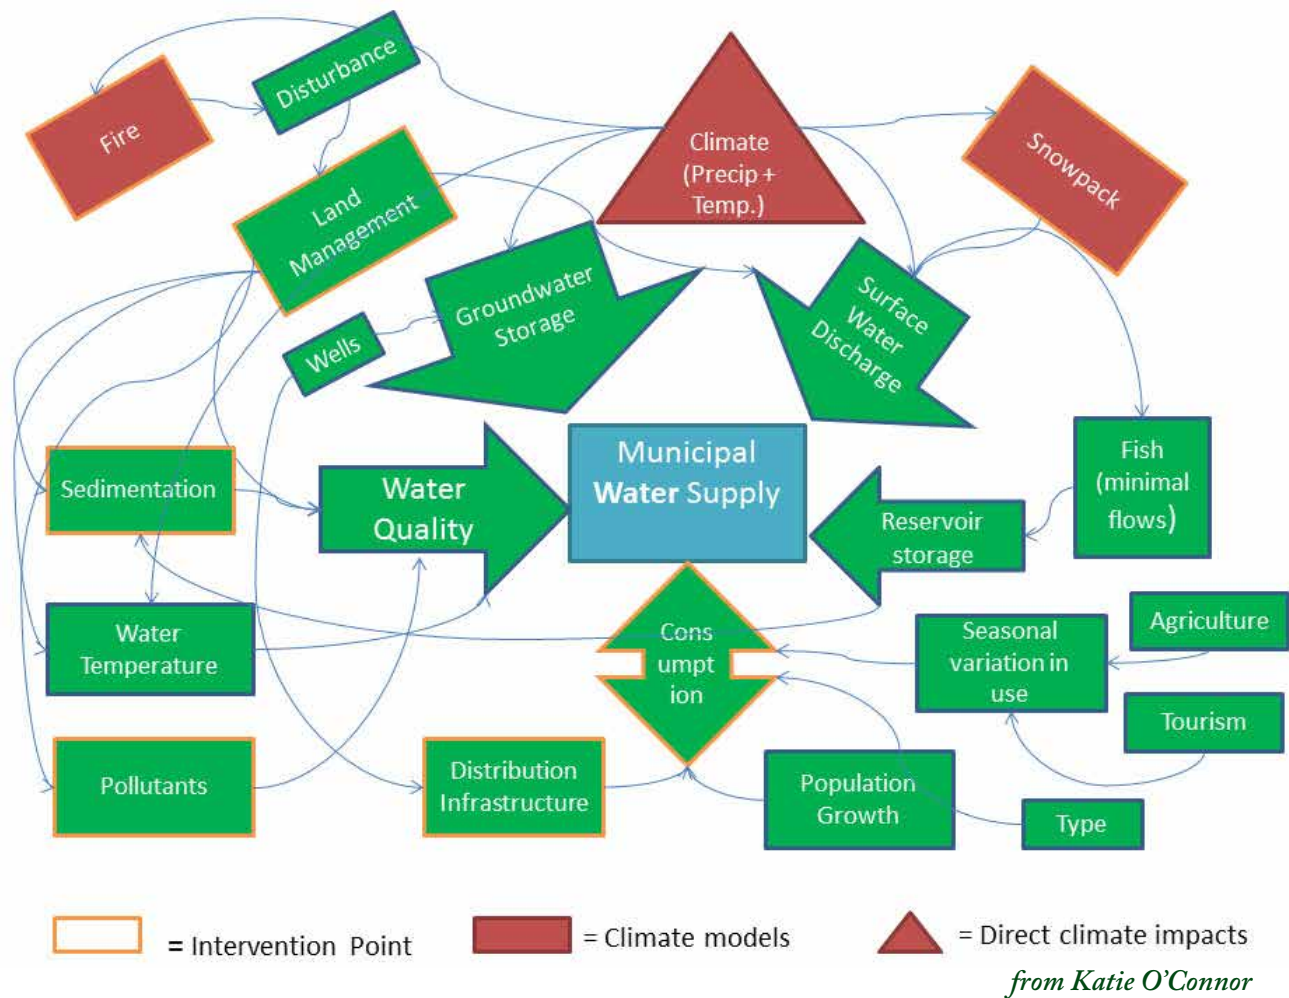 Disturbance
Fire
Climate
(Precip +
Temp.)
Snowpack
Land
Management
Groundwater
Storage
Surface
Water
Discharge
Wells
Municipal
Water Supply
Fish
(minimal
flows)
Sedimentation
Water
Quality
Reservoir
storage
Water
Temperature
Cons
umpt
ion
Seasonal
variation in
use
Agriculture
Tourism
Pollutants
Distribution
Infrastructure
Population
Growth
Type
= Intervention Point
= Climate models
= Direct climate impacts
from Katie O'Connor